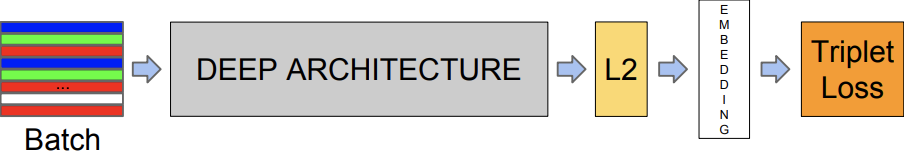 ...
Batch
DEEP ARCHITECTURE
L2
EMBEDDING
Triplet
Loss